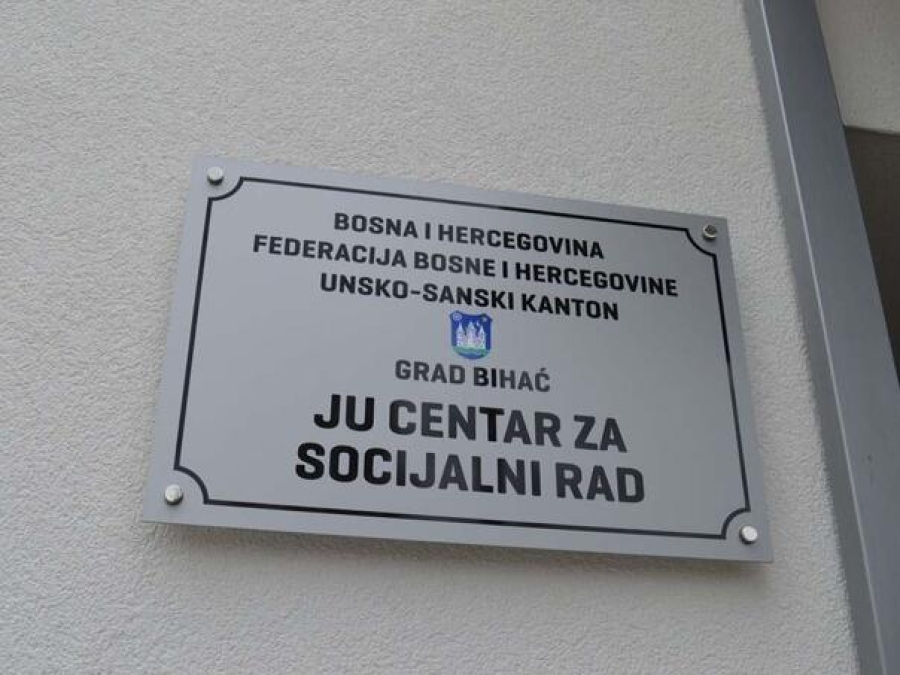 BOSNA I HERCEGOVINA
FEDERACIJA BOSNE I HERCEGOVINE
UNSKO-SANSKI KANTON
GRAD BIHAĆ
JU CENTAR ZA
SOCIJALNI RAD